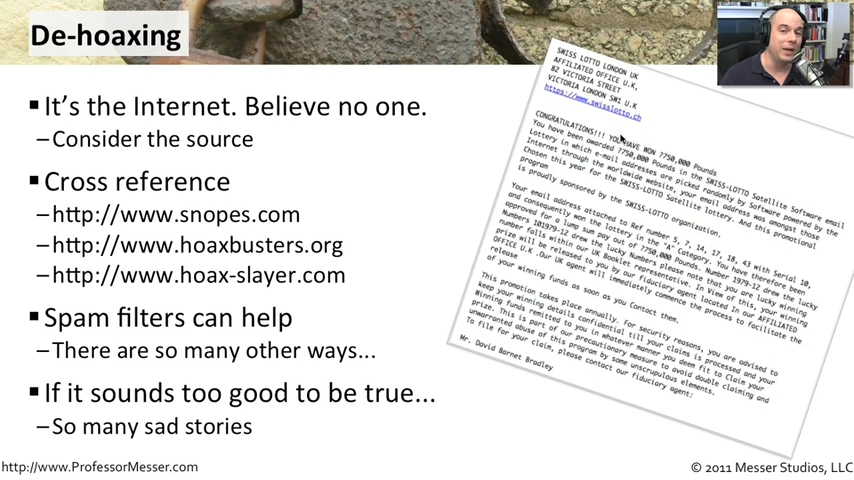 De-hoaxing
▪ It's the Internet. Believe no one.
–Consider the source
▪ Cross reference
–http://www.snopes.com
–http://www.hoaxbusters.org
–http://www.hoax-slayer.com
▪ Spam filters can help
–There are so many other ways...
▪ If it sounds too good to be true...
–So many sad stories
SWISS LOTTO LONDON UK
AFFILIATED OFFICE U.K,
82 VICTORIA STREET
VICTORIA LONDON SW1 U.K
https://www.swisslotto.ch
CONGRATULATIONS!!! YOU HAVE WON ?750,000 Pounds
You have been awarded ?750,000 Pounds in the SWISS-LOTTO Satellite Software email
Lottery in which e-mail addresses are picked randomly by Software powered by the
Internet through the worldwide website, your email address was amongst those
Chosen this year for the SWISS-LOTTO Satellite lottery. And this promotional
program
is proudly sponsored by the SWISS-LOTTO organization.
Your email address attached to Ref number 5, 7, 14, 17, 18, 43 with Serial 10,
and consequently won the lottery in the "A" Category. You have therefore been
approved for a lump sum pay out of ?750,000 Pounds. Number 1979-12 drew the lucky
Numbers 101979-12 drew the Lucky Numbers please note that you are lucky winning
number falls within our UK Booklet representative. In View of this, your winning
prize will be released to you by our fiduciary agent located In our AFFILIATED
OFFICE U.K .Our UK agent will immediately commence the process to facilitate the
release
of your winning funds as soon as you Contact them.
This promotion takes place annually. For security reasons, you are advised to
keep your winning details confidential till your claims is processed and your
Winning funds remitted to you in whatever manner you deem fit to Claim your
prize. This is part of our precautionary measure to avoid double claiming and
unwarranted abuse of this program by some unscrupulous elements.
To file for your claim, please contact our fiduciary agent:
Mr. David Barnet Bradley
http://www.ProfessorMesser.com
© 2011 Messer Studios, LLC